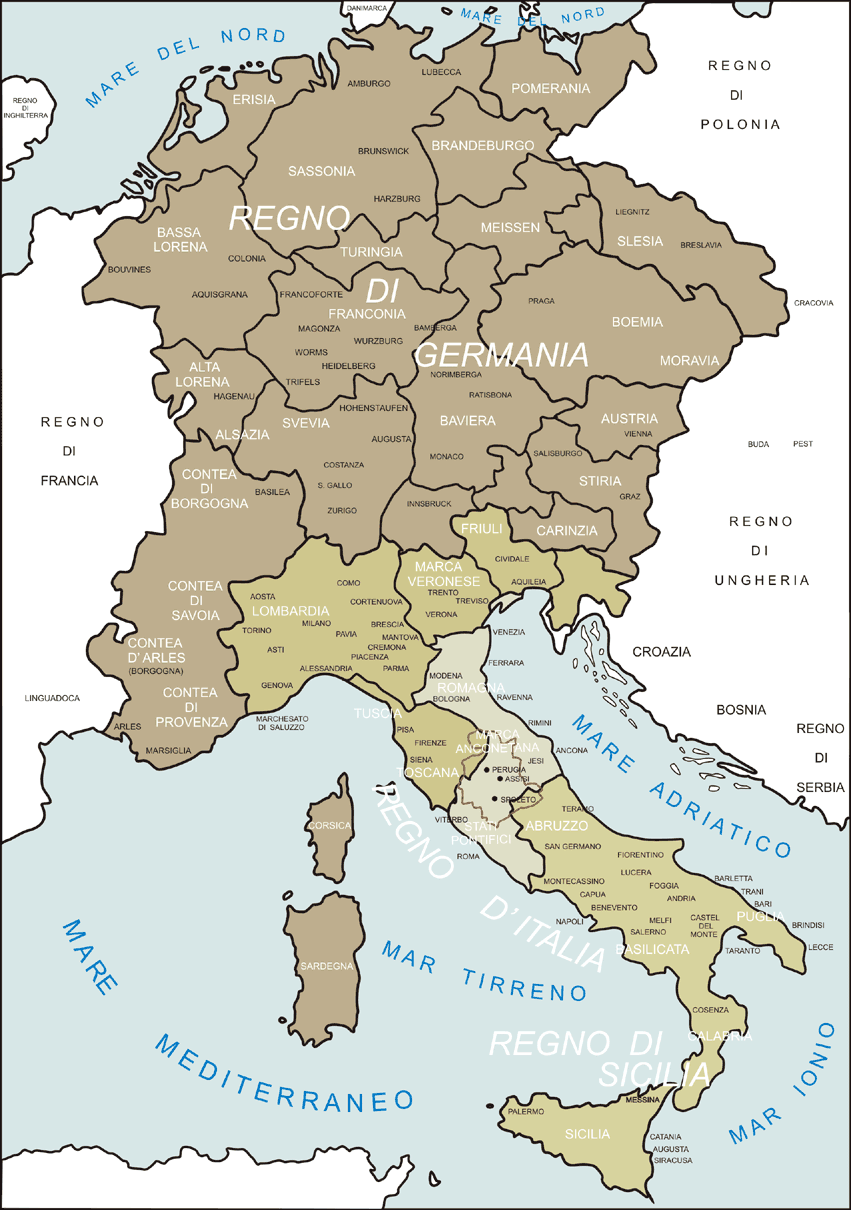 DANIMARCA
MARE DEL NORD
MARE DEL NORD
REGNO
DI
INGHILTERRA
REGNO
DI
POLONIA
LUBECCA
AMBURGO
POMERANIA
ERISIA
BRUNSWICK
BRANDEBURGO
SASSONIA
HARZBURG
REGNO
DI
GERMANIA
BASSA
LORENA
COLONIA
BOUVINES
AQUISGRANA
TURINGIA
MEISSEN
LIEGNITZ
SLESIA
BRESLAVIA
CRACOVIA
FRANCOFORTE
FRANCONIA
MAGONZA
BAMBERGA
WURZBURG
WORMS
HEIDELBERG
TRIFELS
PRAGA
BOEMIA
MORAVIA
NORIMBERGA
RATISBONA
BAVIERA
MONACO
ALTA
LORENA
HAGENAU
ALSAZIA
SVEVIA
HOHENSTAUFEN
AUGUSTA
COSTANZA
S. GALLO
ZURIGO
AUSTRIA
VIENNA
SALISBURGO
STIRIA
GRAZ
BUDA PEST
REGNO
DI
FRANCIA
REGNO
DI
UNGHERIA
CONTEA
DI
BORGOGNA
BASILEA
INNSBRUCK
CARINZIA
FRIULI
CIVIDALE
AQUILEIA
MARCA
VERONESE
TRENTO
TREVISO
VERONA
CONTEA
DI
SAVOIA
AOSTA
COMO
LOMBARDIA
CORTENUOVA
MILANO
BRESCIA
TORINO
PAVIA
MANTOVA
CREMONA
ASTI
PIACENZA
ALESSANDRIA
PARMA
GENOVA
CONTEA
D'ARLES
(BORGOGNA)
CONTEA
DI
PROVENZA
LINGUADOCA
ARLES
MARSIGLIA
MARCHESATO
DI SALUZZO
VENEZIA
FERRARA
MODENA
ROMAGNA
BOLOGNA
RAVENNA
CROAZIA
BOSNIA
REGNO
DI
SERBIA
MARE ADRIATICO
TUSCIA
PISA
FIRENZE
SIENA
TOSCANA
RIMINI
MARCA
ANCONETANA
ANCONA
JESI
PERUGIA
ASSISI
SPOLETO
VITERBO
STATI
PONTIFICI
ROMA
REGNO D'ITALIA
TERAMO
ABRUZZO
SAN GERMANO
FIORENTINO
LUCERA
MONTECASSINO
FOGGIA
CAPUA
ANDRIA
BENEVENTO
BARLETTA
TRANI
BARI
PUGLIA
BRINDISI
NAPOLI
MELFI
CASTEL
DEL
MONTE
SALERNO
BASILICATA
TARANTO
LECCE
CORSICA
SARDEGNA
MAR TIRRENO
MARE
MEDITERRANEO
COSENZA
CALABRIA
REGNO DI
SICILIA
MAR IONIO
MESSINA
PALERMO
SICILIA
CATANIA
AUGUSTA
SIRACUSA